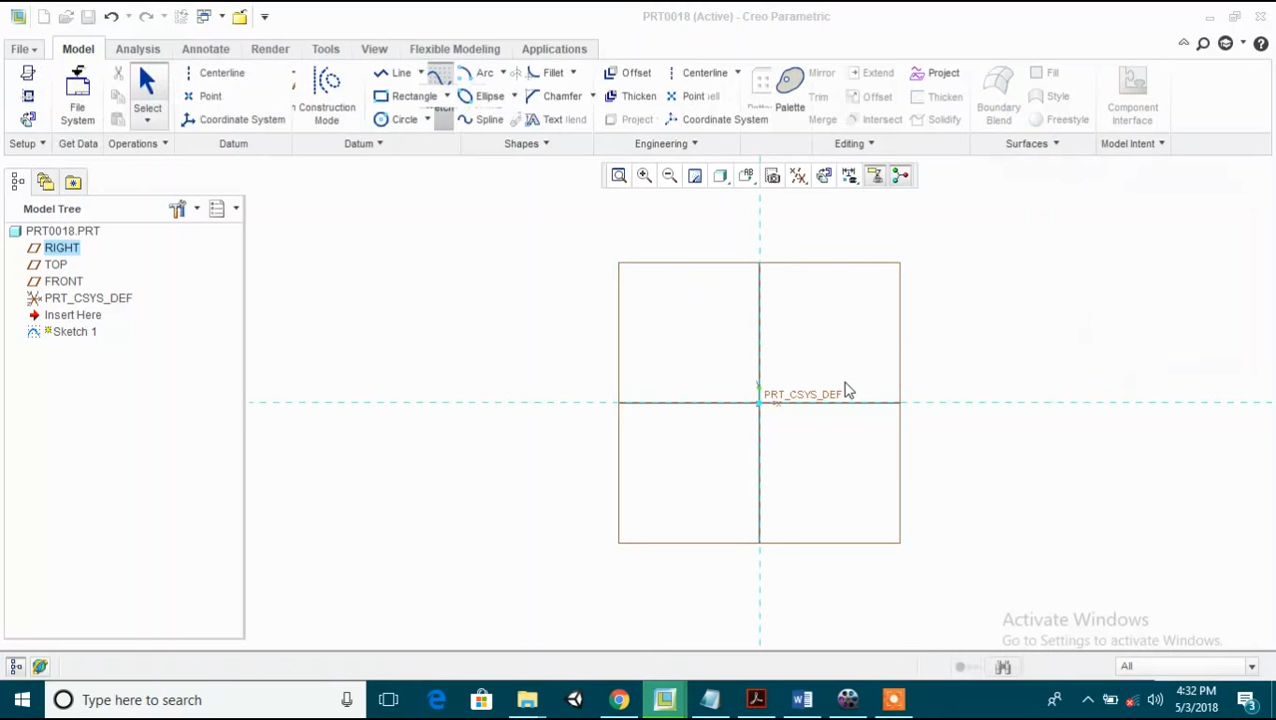 PRT0018 (Active) - Creo Parametric
File Model Analysis Annotate Render Tools View Flexible Modeling Applications
Centerline Line Arc Fillet Offset Centerline Mirror Extend Project Fill
Point Rectangle Ellipse Chamfer Thicken Point Trim Offset Thicken Style
File System Select Coordinate System Construction Mode Circle Spline Text Project Coordinate System Palette Merge Intersect Solidify Boundary Blend Freestyle Component Interface
Setup Get Data Operations Datum Datum Shapes Engineering Editing Surfaces Model Intent
Model Tree
PRT0018.PRT
RIGHT
TOP
FRONT
PRT_CSYS_DEF
Insert Here
Sketch 1
PRT_CSYS_DEF
Activate Windows
Go to Settings to activate Windows.
All
Type here to search
4:32 PM
5/3/2018
3